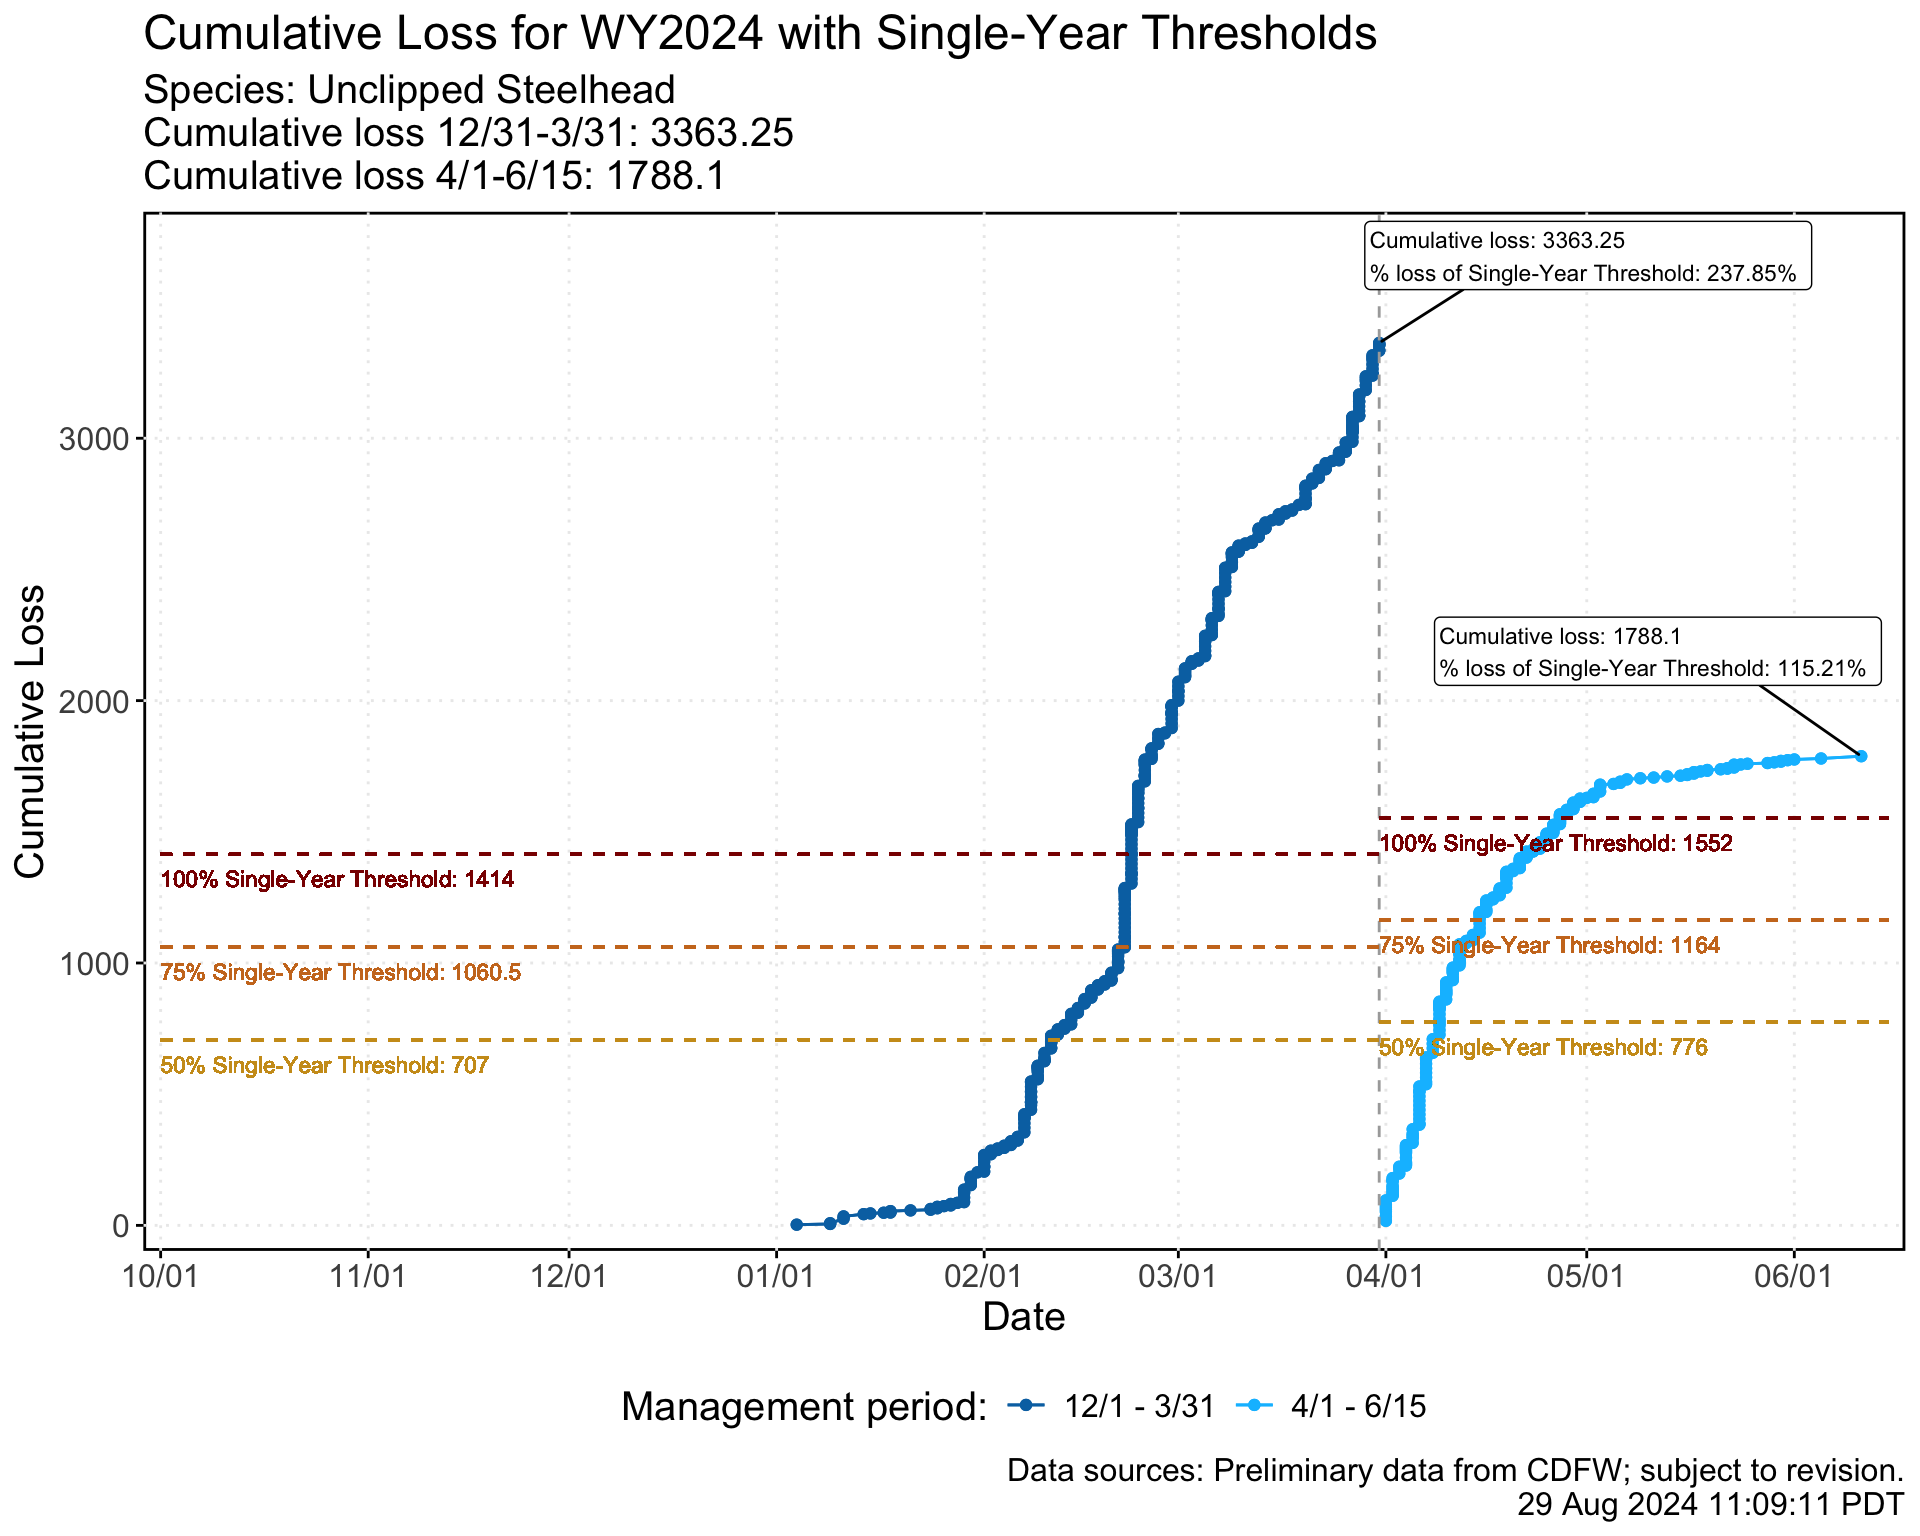 Cumulative Loss for WY2024 with Single-Year Thresholds
Species: Unclipped Steelhead
Cumulative loss 12/31-3/31: 3363.25
Cumulative loss 4/1-6/15: 1788.1
Cumulative loss: 3363.25
% loss of Single-Year Threshold: 237.85%
Cumulative loss: 1788.1
% loss of Single-Year Threshold: 115.21%
Cumulative Loss
3000
2000
1000
0
100% Single-Year Threshold: 1414
75% Single-Year Threshold: 1060.5
50% Single-Year Threshold: 707
100% Single-Year Threshold: 1552
75% Single-Year Threshold: 1164
50% Single-Year Threshold: 776
10/01 11/01 12/01 01/01 02/01 03/01 04/01 05/01 06/01
Date
Management period: 12/1 - 3/31 4/1 - 6/15
Data sources: Preliminary data from CDFW; subject to revision.
29 Aug 2024 11:09:11 PDT